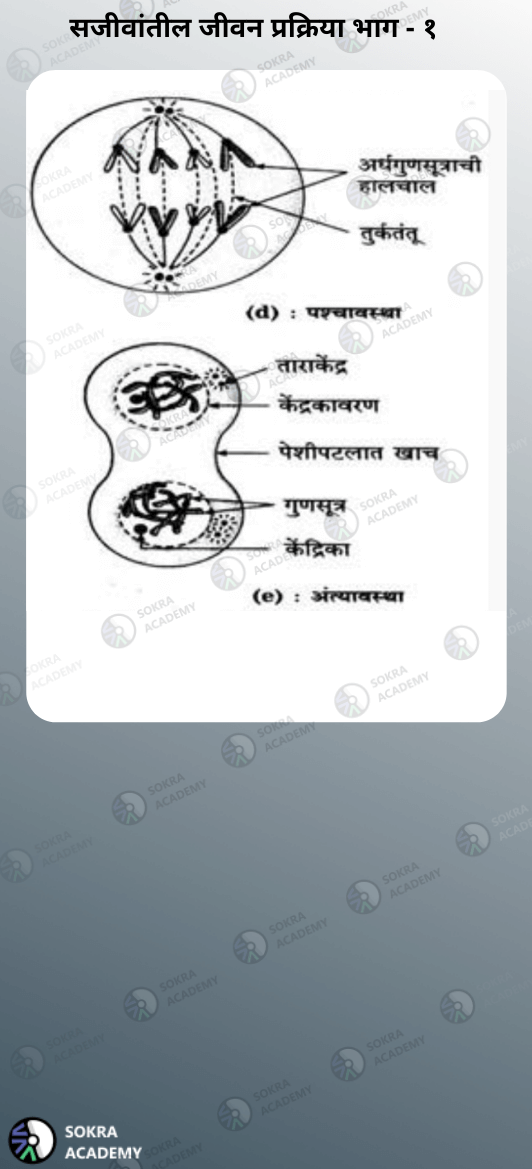 सजीवांतील जीवन प्रक्रिया भाग - १
अर्धगुणसूत्राची
हालचाल
तुर्कतंतू
(d) : पश्चावस्था
ताराकेंद्र
केंद्रकावरण
पेशीपटलात खाच
गुणसूत्र
केंद्रिका
(e) : अंत्यावस्था
SOKRA
ACADEMY